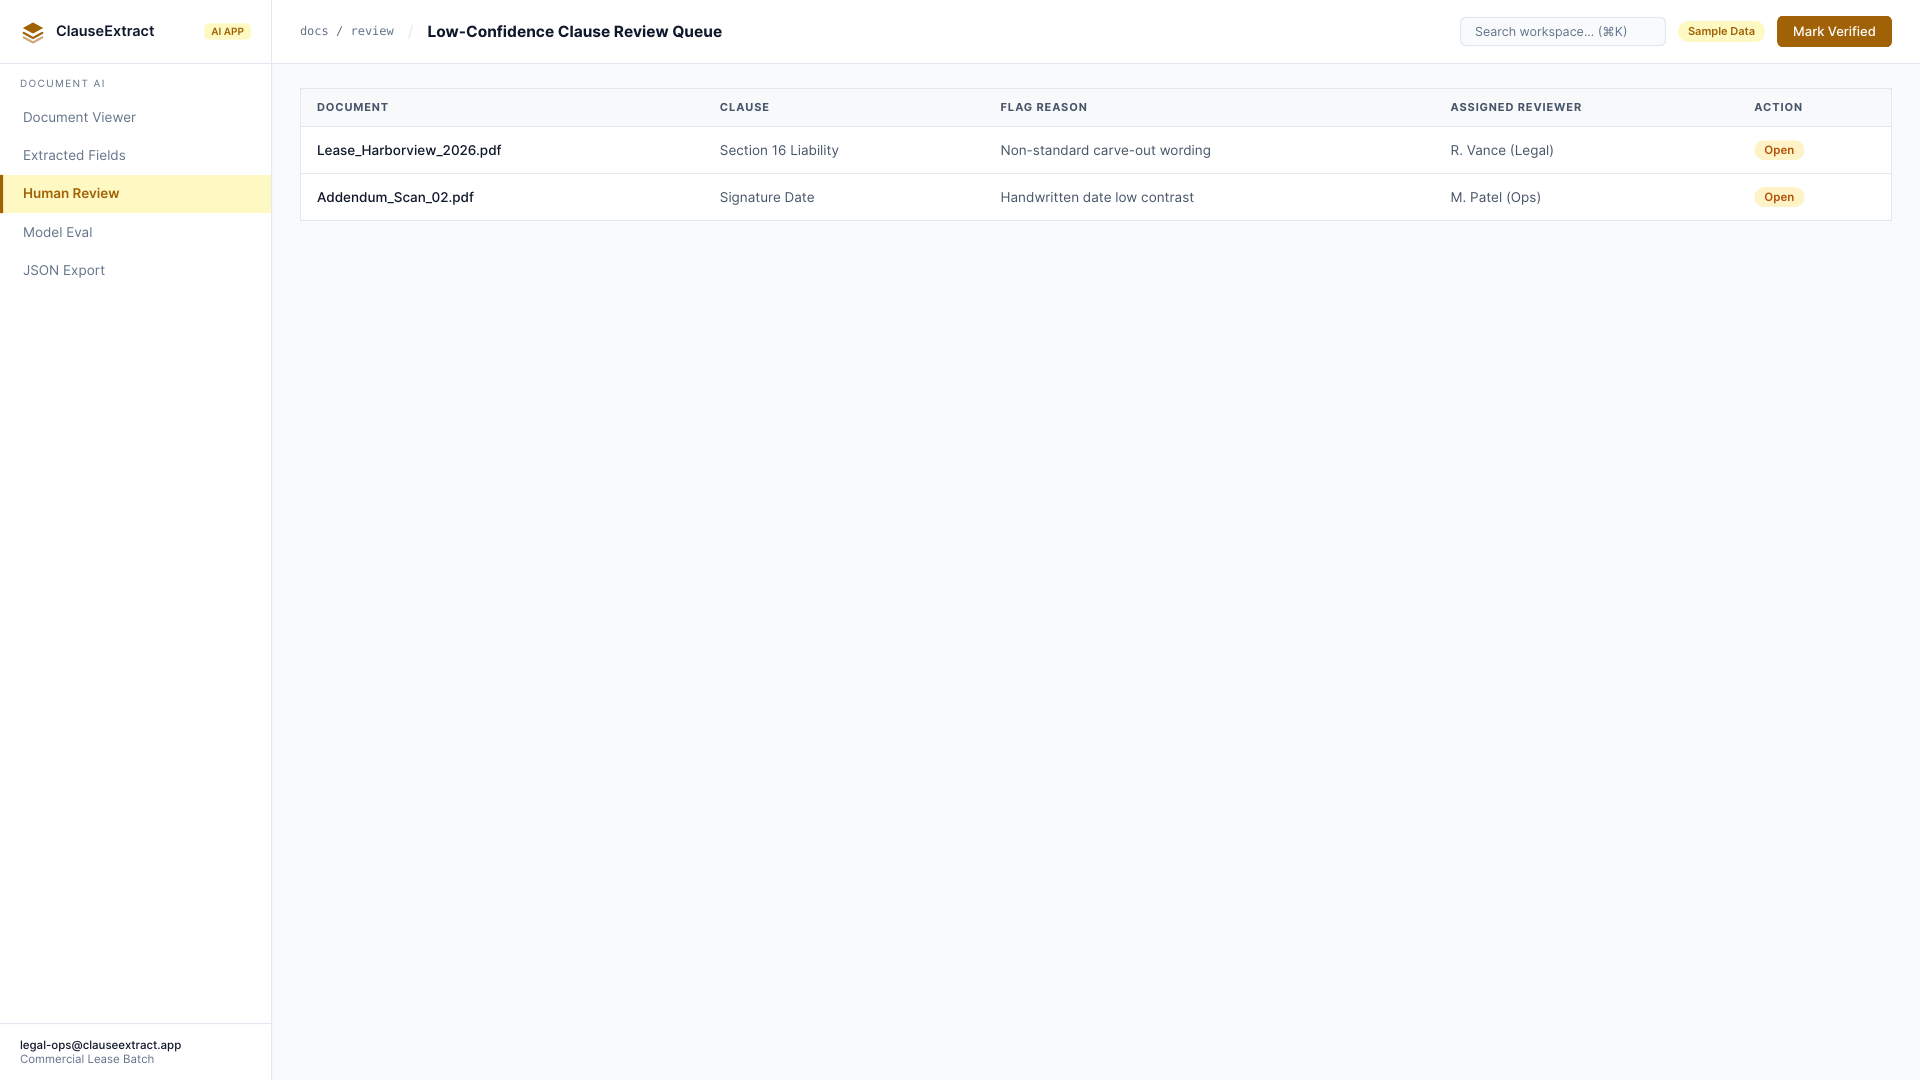 ClauseExtract
AI APP
DOCUMENT AI
Document Viewer
Extracted Fields
Human Review
Model Eval
JSON Export
legal-ops@clauseextract.app
Commercial Lease Batch
docs / review / Low-Confidence Clause Review Queue
Search workspace... (⌘K)
Sample Data
Mark Verified
DOCUMENT CLAUSE FLAG REASON ASSIGNED REVIEWER ACTION
Lease_Harborview_2026.pdf Section 16 Liability Non-standard carve-out wording R. Vance (Legal) Open
Addendum_Scan_02.pdf Signature Date Handwritten date low contrast M. Patel (Ops) Open